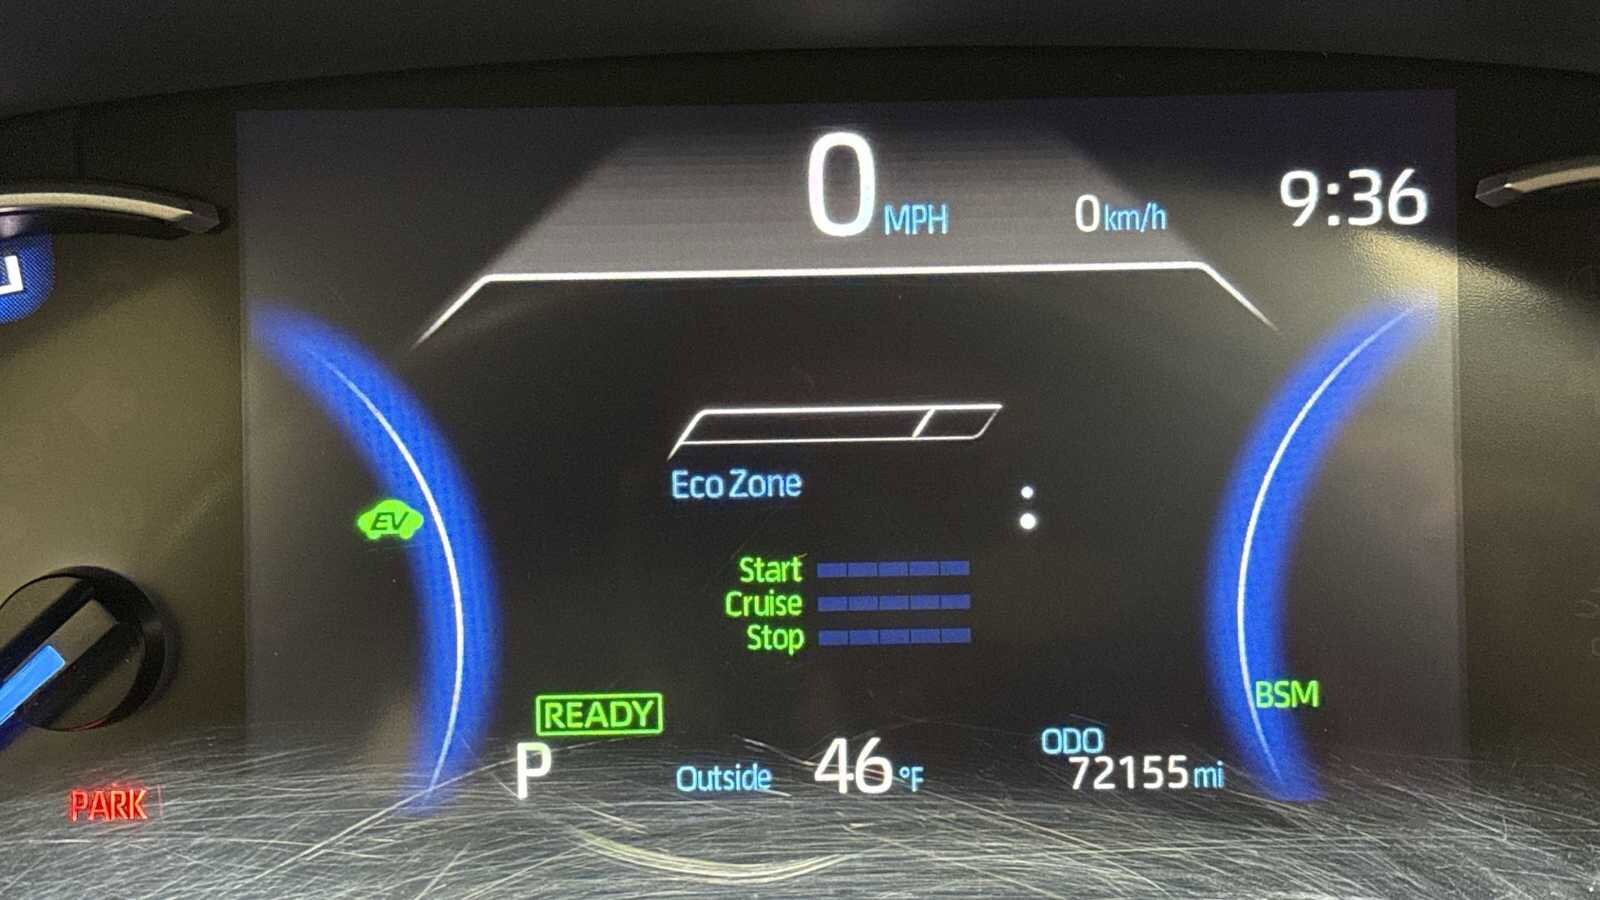 0 MPH
0 km/h
9:36
Eco Zone
EV
Start
Cruise
Stop
BSM
READY
P
Outside 46 °F
ODO
72155 mi
PARK